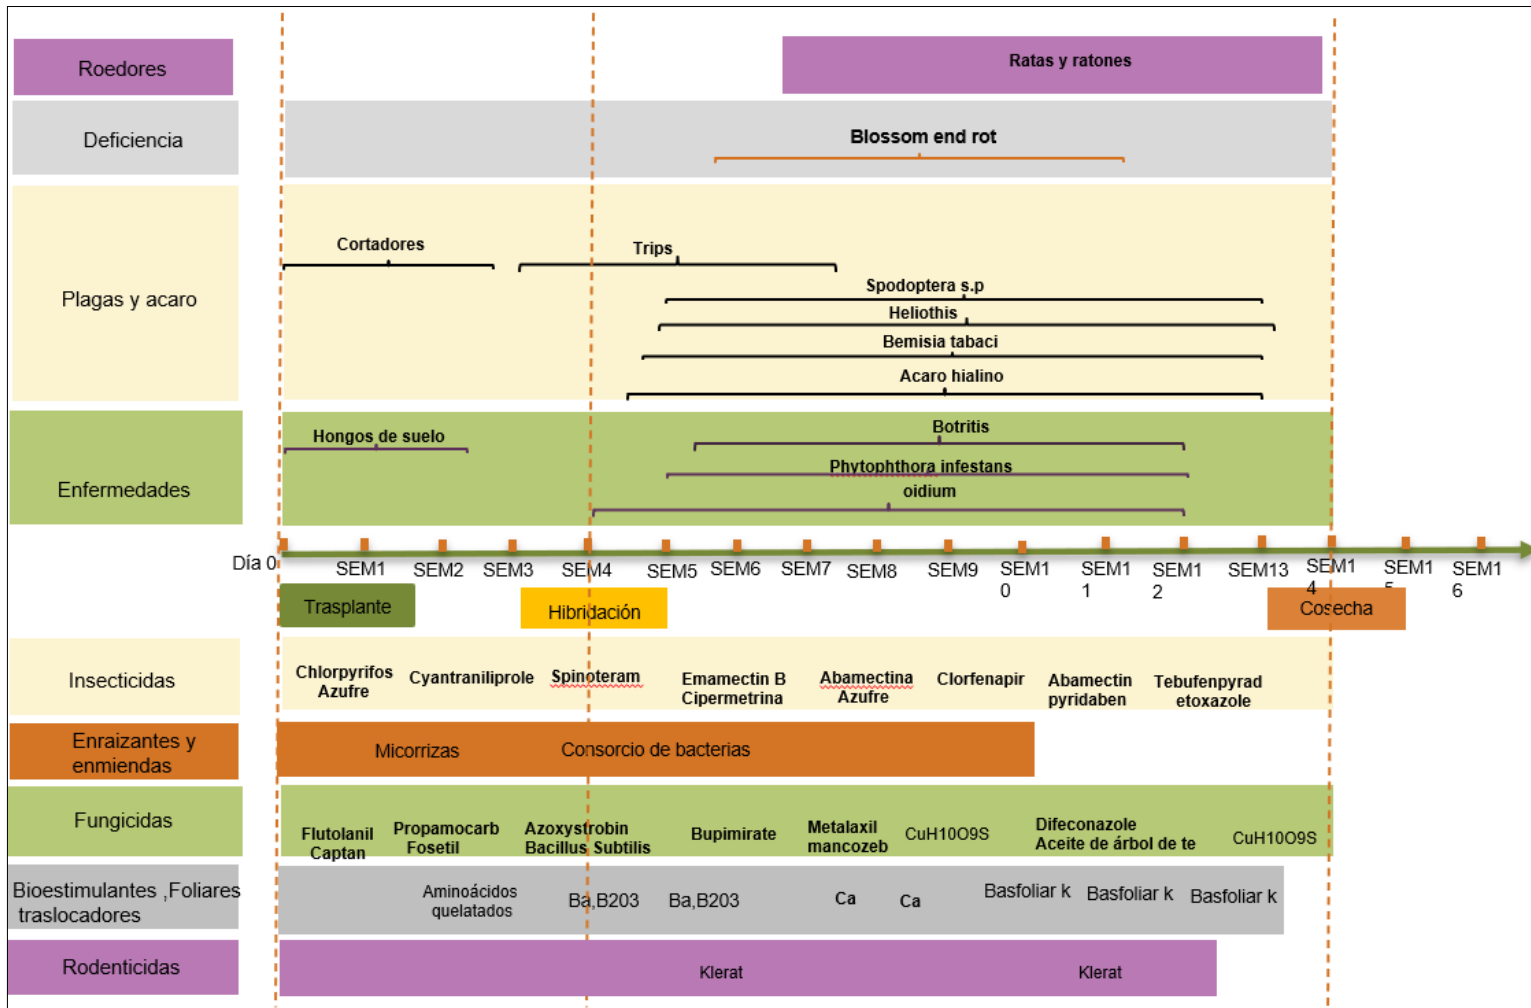 Roedores
Ratas y ratones
Deficiencia
Blossom end rot
Plagas y acaro
Cortadores
Trips
Spodoptera s.p
Heliothis
Bemisia tabaci
Acaro hialino
Enfermedades
Hongos de suelo
Botritis
Phytophthora infestans
oidium
Día 0
SEM1
SEM2
SEM3
SEM4
SEM5
SEM6
SEM7
SEM8
SEM9
SEM1
0
SEM1
1
SEM1
2
SEM13
SEM1
4
SEM1
5
SEM1
6
Trasplante
Hibridación
Cosecha
Insecticidas
Chlorpyrifos
Azufre
Cyantraniliprole
Spinoteram
Emamectin B
Cipermetrina
Abamectina
Azufre
Clorfenapir
Abamectin
pyridaben
Tebufenpyrad
etoxazole
Enraizantes y
enmiendas
Micorrizas
Consorcio de bacterias
Fungicidas
Flutolanil
Captan
Propamocarb
Fosetil
Azoxystrobin
Bacillus Subtilis
Bupimirate
Metalaxil
mancozeb
CuH10O9S
Difeconazole
Aceite de árbol de te
CuH10O9S
Bioestimulantes ,Foliares
traslocadores
Aminoácidos
quelatados
Ba,B203
Ba,B203
Ca
Ca
Basfoliar k
Basfoliar k
Basfoliar k
Rodenticidas
Klerat
Klerat